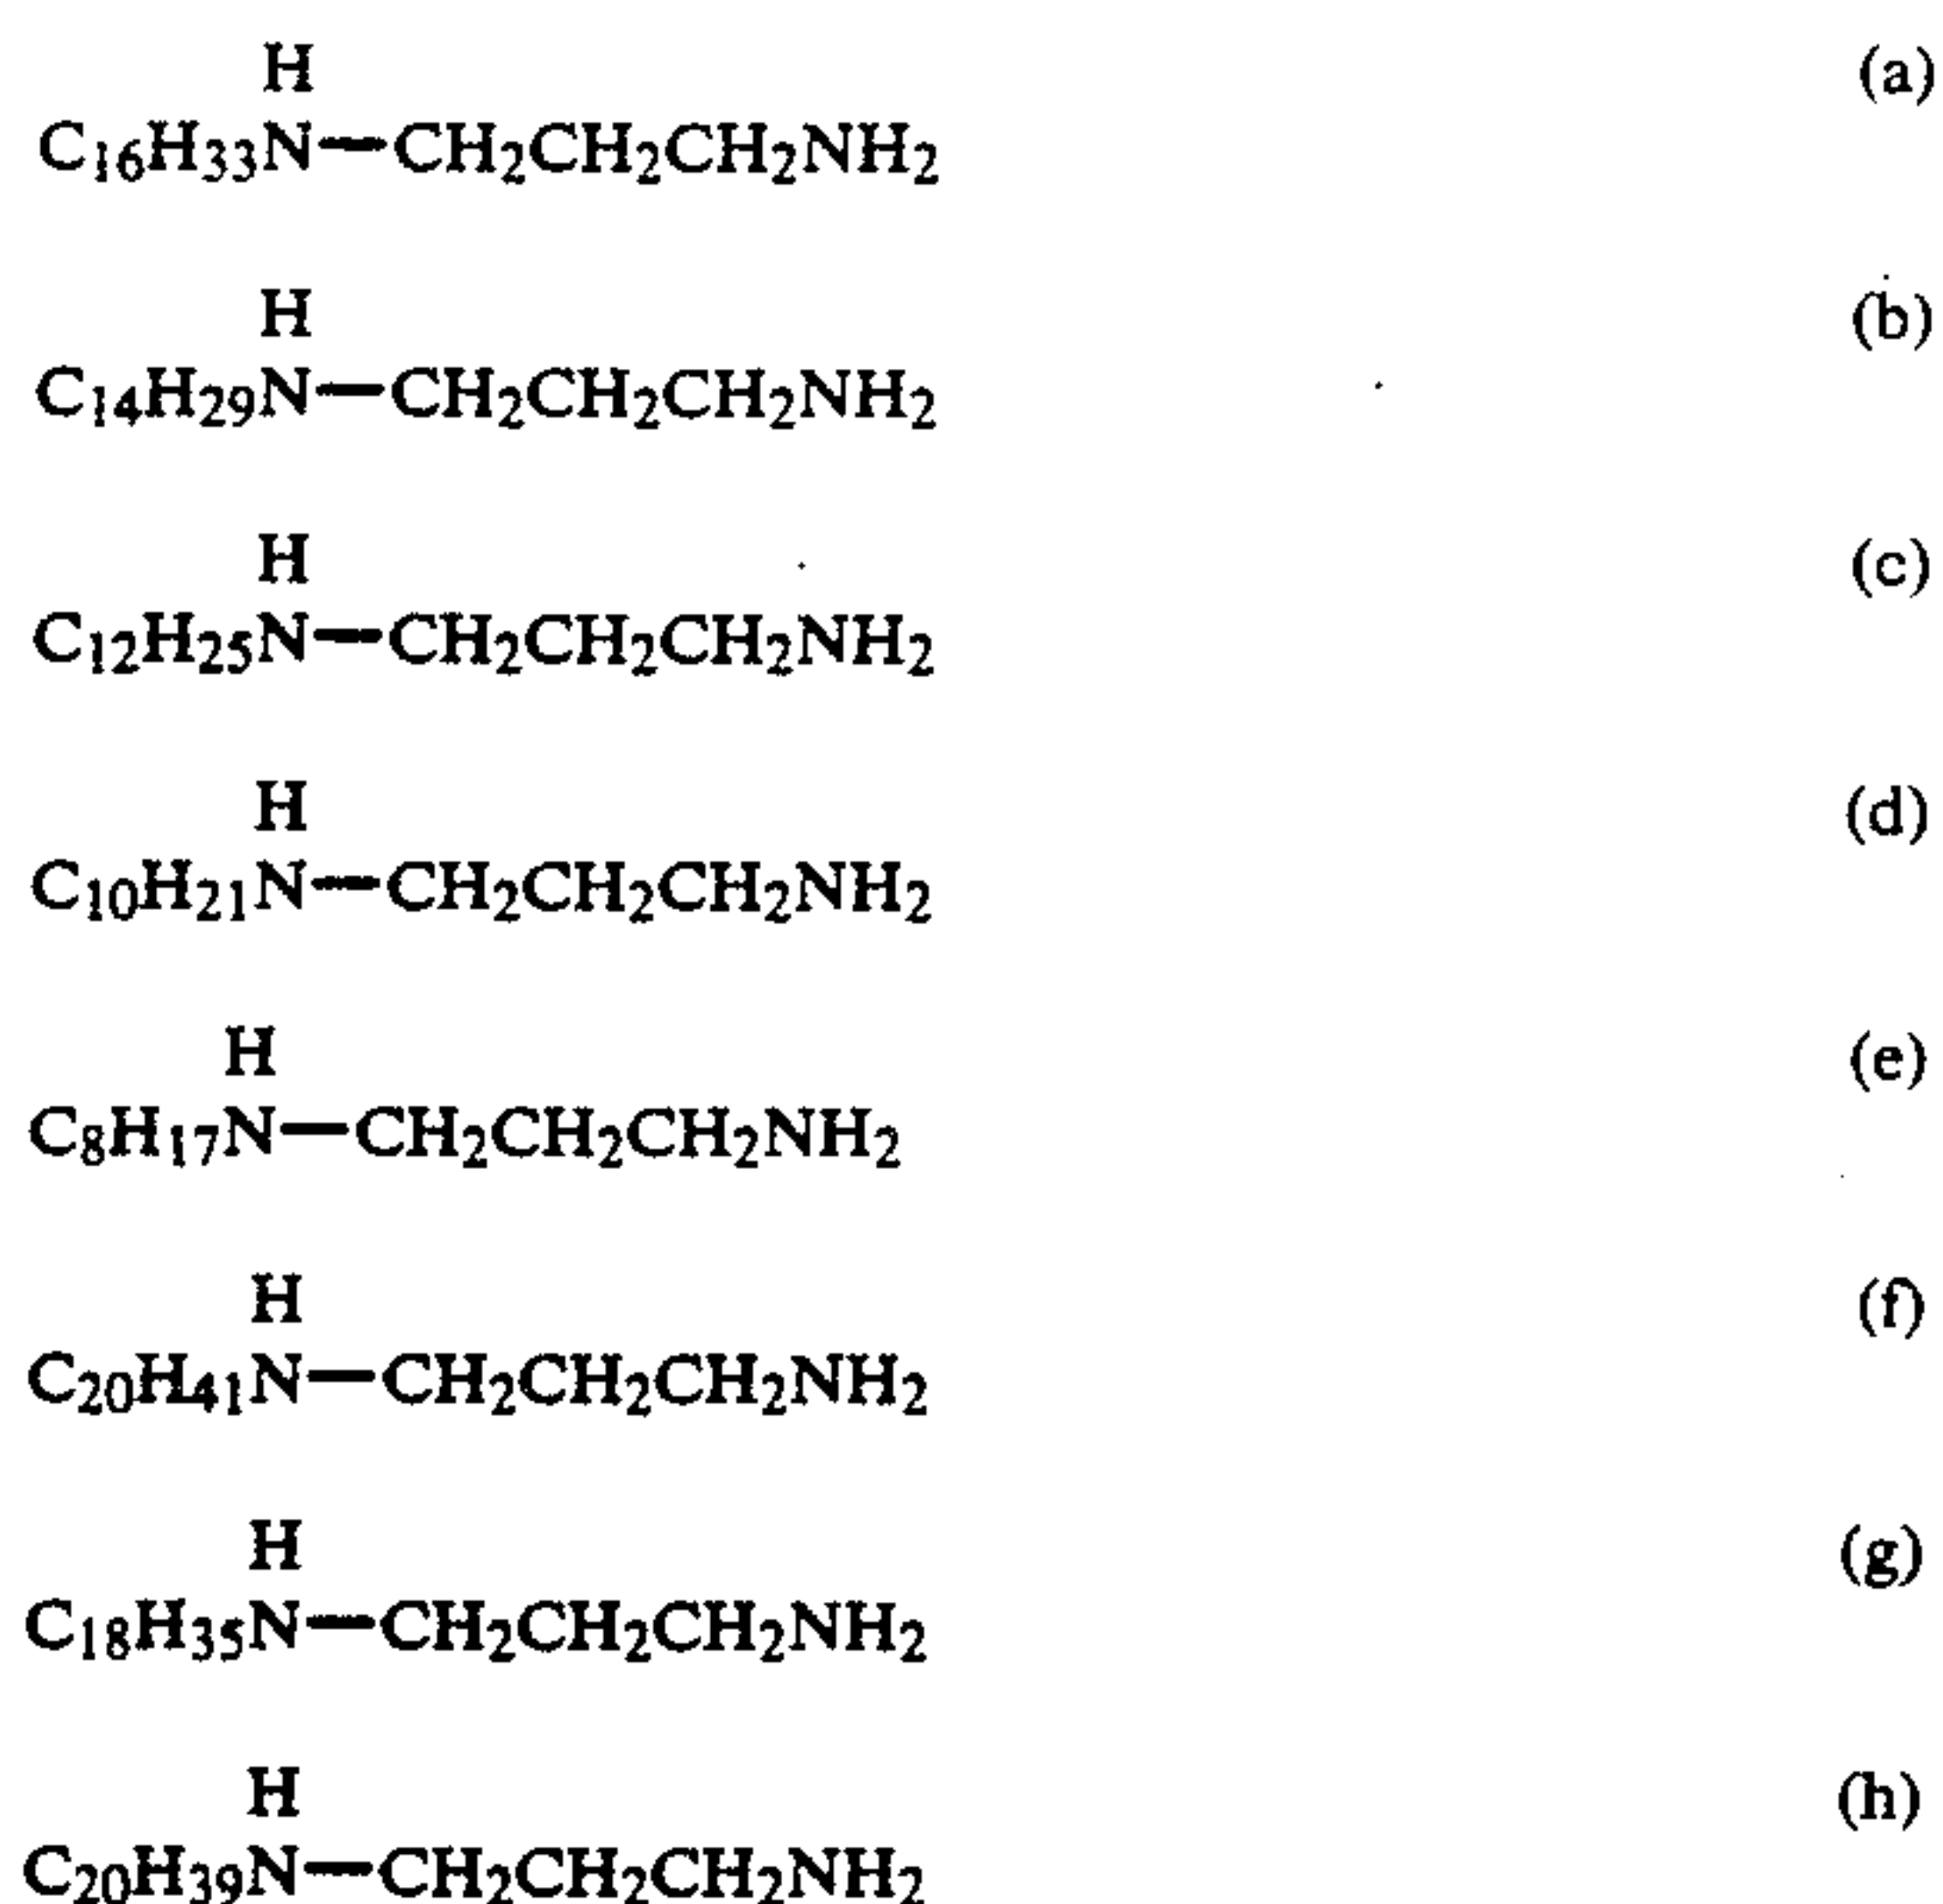 H (a)
C16H33N—CH2CH2CH2NH2
H (b)
C14H29N—CH2CH2CH2NH2
H (c)
C12H25N—CH2CH2CH2NH2
H (d)
C10H21N—CH2CH2CH2NH2
H (e)
C8H17N—CH2CH2CH2NH2
H (f)
C20H41N—CH2CH2CH2NH2
H (g)
C18H35N—CH2CH2CH2NH2
H (h)
C20H39N—CH2CH2CH2NH2